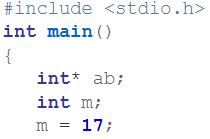 #include <stdio.h>
int main()
{
int* ab;
int m;
m = 17;